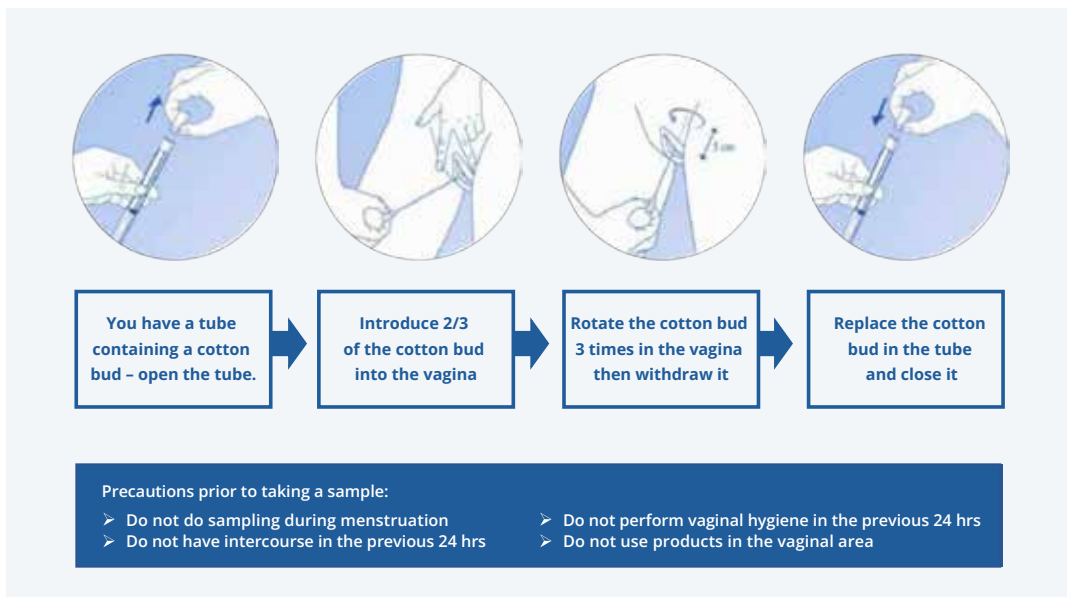 You have a tube
containing a cotton
bud – open the tube.
Introduce 2/3
of the cotton bud
into the vagina
Rotate the cotton bud
3 times in the vagina
then withdraw it
Replace the cotton
bud in the tube
and close it
Precautions prior to taking a sample:
➢ Do not do sampling during menstruation
➢ Do not have intercourse in the previous 24 hrs
➢ Do not perform vaginal hygiene in the previous 24 hrs
➢ Do not use products in the vaginal area